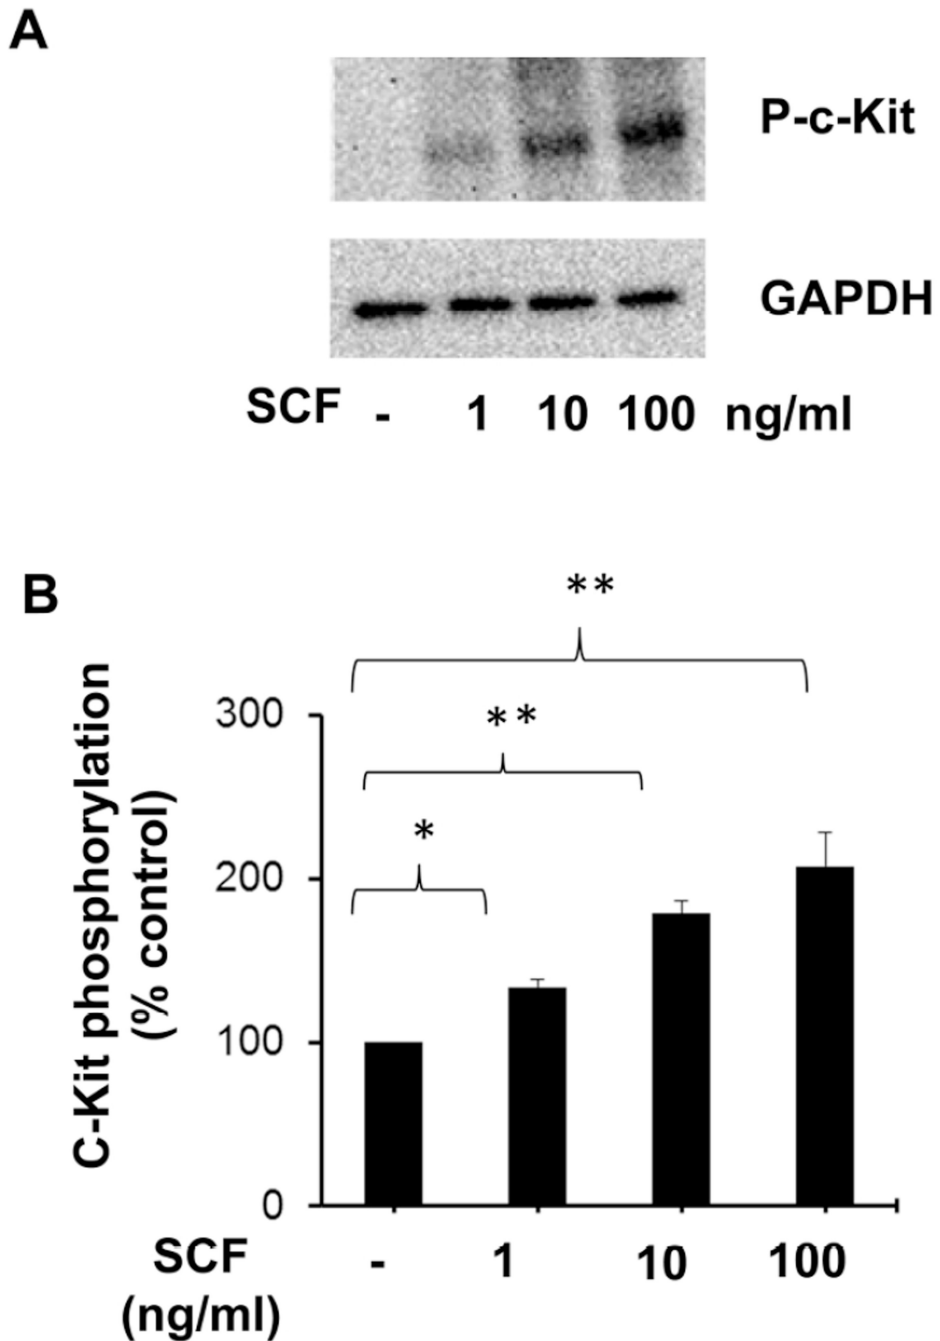 A
P-c-Kit
GAPDH
SCF - 1 10 100 ng/ml
B
**
300
**
*
200
100
0
C-Kit phosphorylation
(% control)
SCF - 1 10 100
(ng/ml)